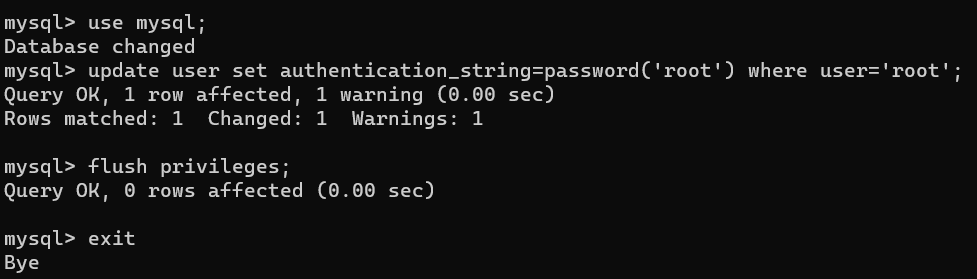 mysql> use mysql;
Database changed
mysql> update user set authentication_string=password('root') where user='root';
Query OK, 1 row affected, 1 warning (0.00 sec)
Rows matched: 1  Changed: 1  Warnings: 1

mysql> flush privileges;
Query OK, 0 rows affected (0.00 sec)

mysql> exit
Bye